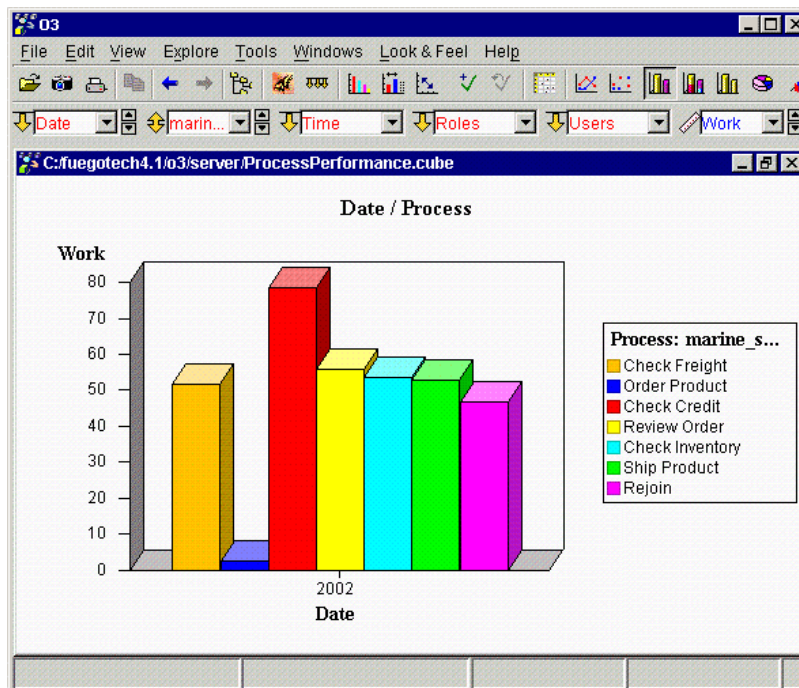 O3
File Edit View Explore Tools Windows Look & Feel Help
Date marin... Time Roles Users Work
C:/fuegotech4.1/o3/server/ProcessPerformance.cube
Date / Process
Work
80
70
60
50
40
30
20
10
0
2002
Date
Process: marine_s...
Check Freight
Order Product
Check Credit
Review Order
Check Inventory
Ship Product
Rejoin